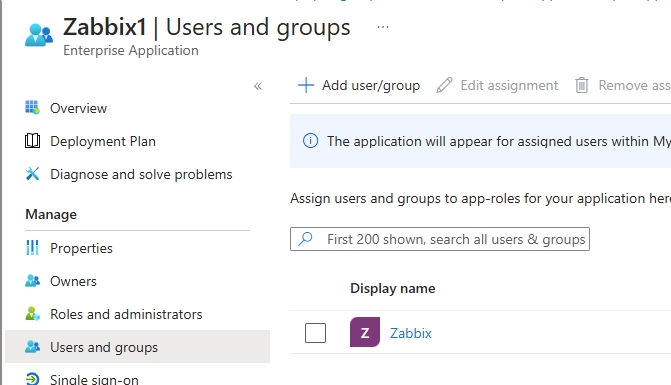 Zabbix1 | Users and groups ...
Enterprise Application
«
Overview
Deployment Plan
Diagnose and solve problems
Manage
Properties
Owners
Roles and administrators
Users and groups
Single sign-on
+ Add user/group Edit assignment Remove ass
The application will appear for assigned users within My
Assign users and groups to app-roles for your application here
First 200 shown, search all users & groups
Display name
Z Zabbix